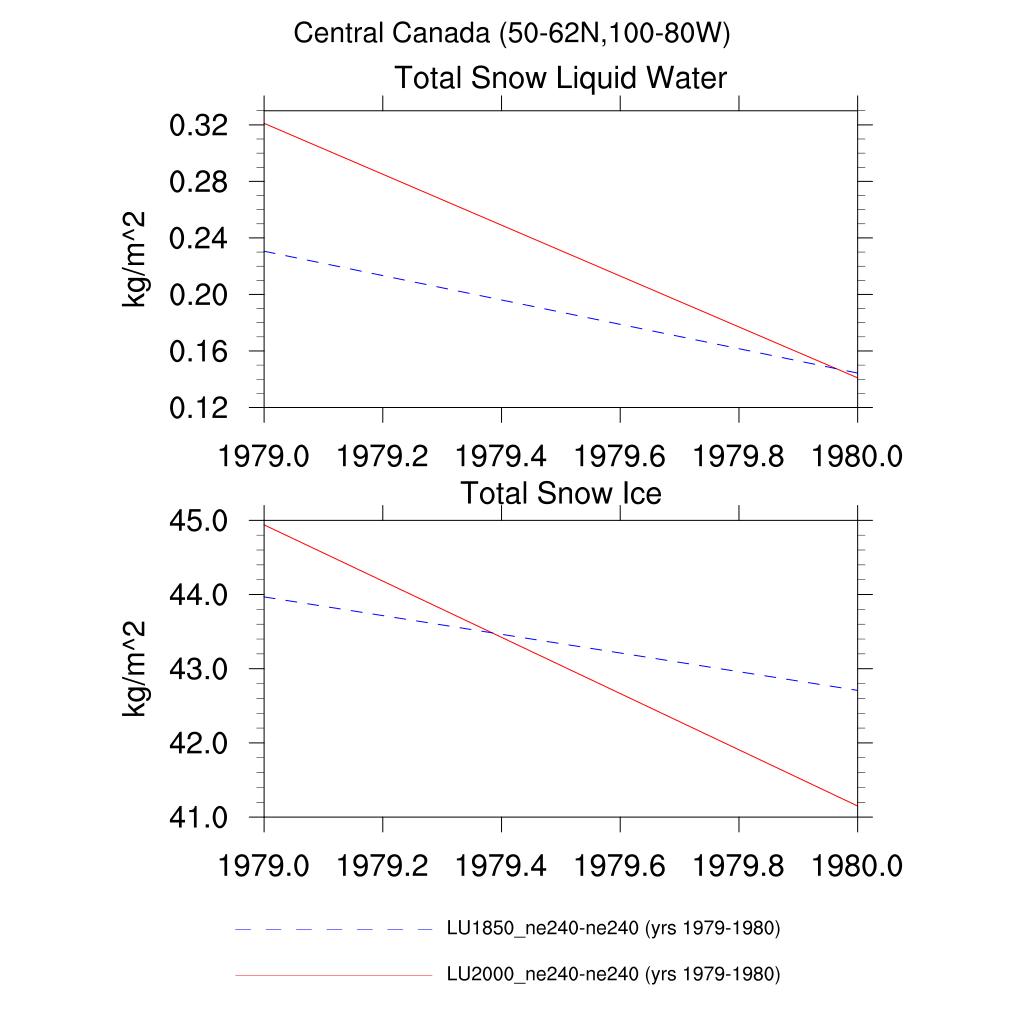 Central Canada (50-62N,100-80W)
Total Snow Liquid Water
kg/m^2
0.32
0.28
0.24
0.20
0.16
0.12
1979.0 1979.2 1979.4 1979.6 1979.8 1980.0
Total Snow Ice
kg/m^2
45.0
44.0
43.0
42.0
41.0
1979.0 1979.2 1979.4 1979.6 1979.8 1980.0
LU1850_ne240-ne240 (yrs 1979-1980)
LU2000_ne240-ne240 (yrs 1979-1980)